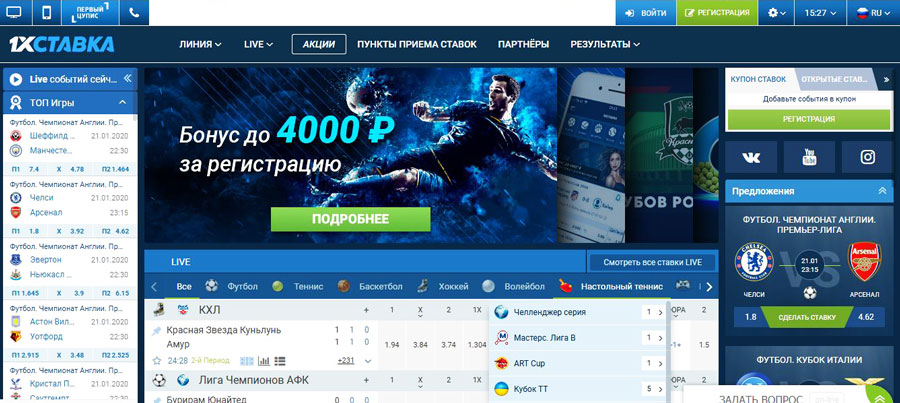 ПЕРВЫЙ
ЦУПИС
ВОЙТИ
РЕГИСТРАЦИЯ
15:27
RU
1XСТАВКА
ЛИНИЯ
LIVE
АКЦИИ
ПУНКТЫ ПРИЕМА СТАВОК
ПАРТНЁРЫ
РЕЗУЛЬТАТЫ
Live событий сейч...
ТОП Игры
Футбол. Чемпионат Англии. Пр...
Шеффилд
21.01.2020
Манчесте...
22:30
П1 7.4 X 4.78 П2 1.464
Футбол. Чемпионат Англии. Пр...
Челси
21.01.2020
Арсенал
23:15
П1 1.8 X 3.92 П2 4.62
Футбол. Чемпионат Англии. Пр...
Эвертон
21.01.2020
Ньюкасл
22:30
П1 1.645 X 3.9 П2 6.15
Футбол. Чемпионат Англии. Пр...
Астон Вил...
21.01.2020
Уотфорд
22:30
П1 2.915 X 3.48 П2 2.525
Футбол. Чемпионат Англии. Пр...
Кристал П...
21.01.2020
Бонус до 4000 ₽
за регистрацию
ПОДРОБНЕЕ
LIVE
Смотреть все ставки LIVE
Все
Футбол
Теннис
Баскетбол
Хоккей
Волейбол
Настольный теннис
КХЛ
+ 1 X 2 1X
Красная Звезда Куньлунь
1 1 0
Амур
1 1 0
1.94 3.84 3.74 1.304
-1+ 1.5
24:28 2-й Период
+231
Лига Чемпионов АФК
+ 1 X 2 1X
Бурирам Юнайтед
Челленджер серия
1
Мастерс. Лига В
1
ART Cup
1
Кубок ТТ
5
КУПОН СТАВОК
ОТКРЫТЫЕ СТАВ...
Добавьте события в купон
РЕГИСТРАЦИЯ
You
Tube
Предложения
ФУТБОЛ. ЧЕМПИОНАТ АНГЛИИ.
ПРЕМЬЕР-ЛИГА
VS
21.01
23:15
ЧЕЛСИ
АРСЕНАЛ
1.8
СДЕЛАТЬ СТАВКУ
4.62
ФУТБОЛ. КУБОК ИТАЛИИ
ЗАДАТЬ ВОПРОС